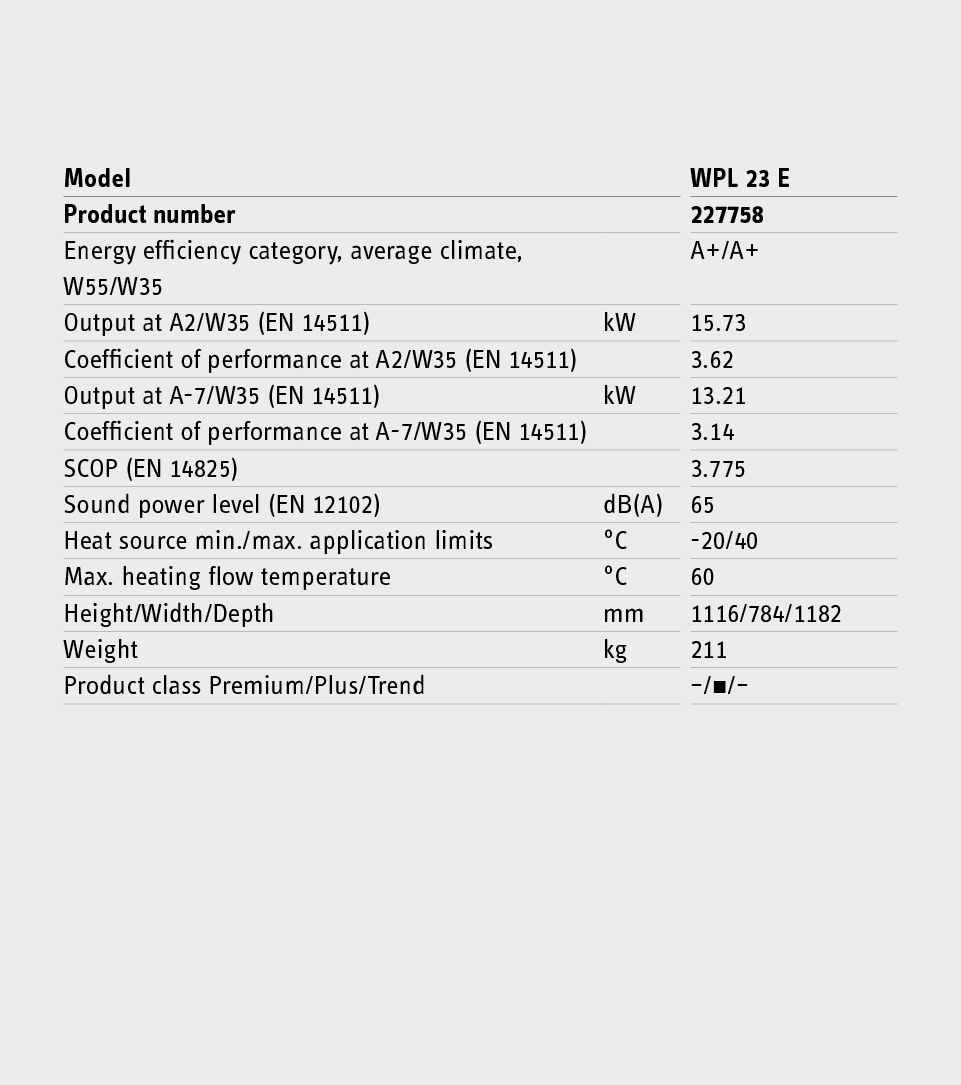 Model WPL 23 E
Product number 227758
Energy efficiency category, average climate, A+/A+
W55/W35
Output at A2/W35 (EN 14511) kW 15.73
Coefficient of performance at A2/W35 (EN 14511) 3.62
Output at A-7/W35 (EN 14511) kW 13.21
Coefficient of performance at A-7/W35 (EN 14511) 3.14
SCOP (EN 14825) 3.775
Sound power level (EN 12102) dB(A) 65
Heat source min./max. application limits °C -20/40
Max. heating flow temperature °C 60
Height/Width/Depth mm 1116/784/1182
Weight kg 211
Product class Premium/Plus/Trend –/■/–